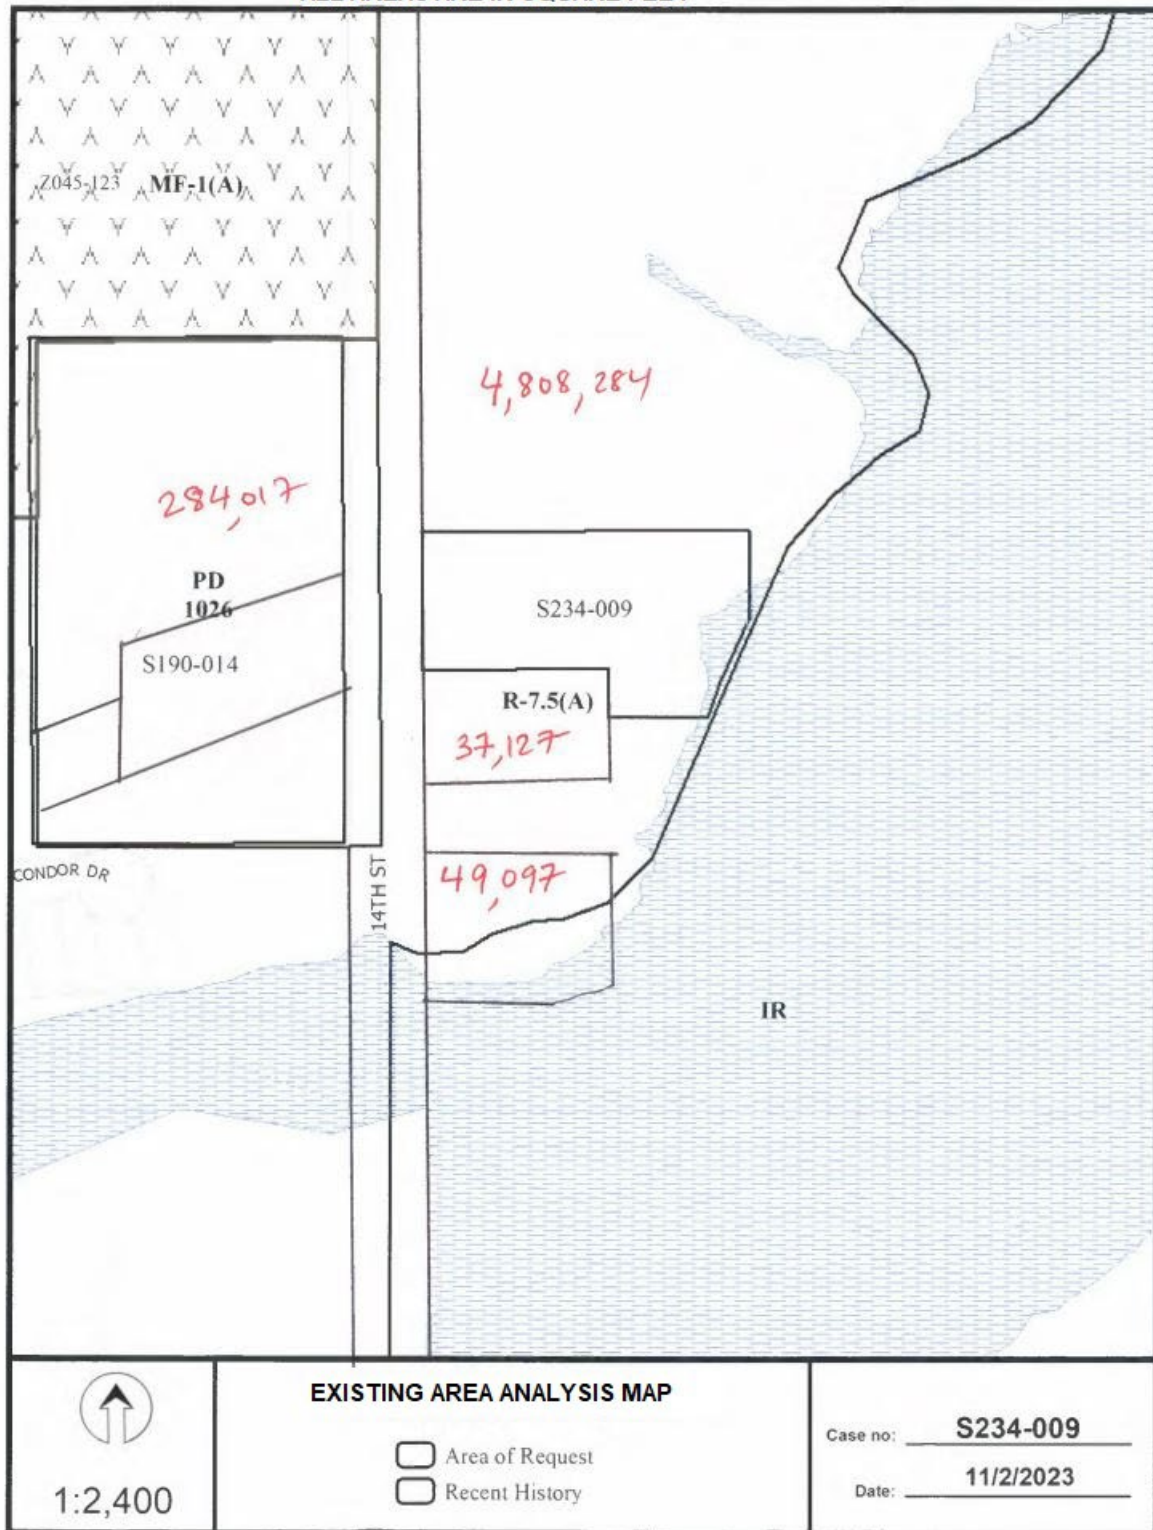 Z045-123 MF-1(A)
4,808,284
284,017
PD
1026
S234-009
S190-014
R-7.5(A)
37,127
CONDOR DR
14TH ST
49,097
IR
EXISTING AREA ANALYSIS MAP
Area of Request
Recent History
1:2,400
Case no: S234-009
Date: 11/2/2023